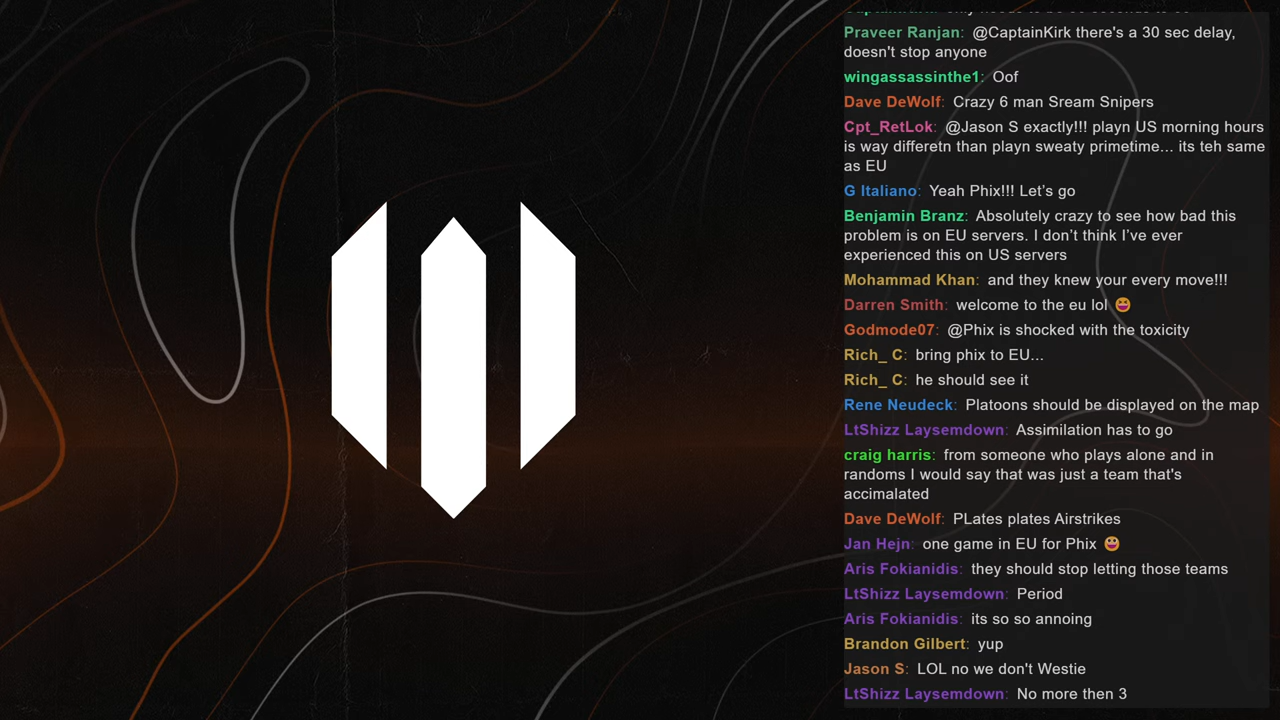 Praveer Ranjan: @CaptainKirk there's a 30 sec delay,
doesn't stop anyone
wingassassinthe1: Oof
Dave DeWolf: Crazy 6 man Sream Snipers
Cpt_RetLok: @Jason S exactly!!! playn US morning hours
is way differetn than playn sweaty primetime... its teh same
as EU
G Italiano: Yeah Phix!!! Let's go
Benjamin Branz: Absolutely crazy to see how bad this
problem is on EU servers. I don't think I've ever
experienced this on US servers
Mohammad Khan: and they knew your every move!!!
Darren Smith: welcome to the eu lol 😆
Godmode07: @Phix is shocked with the toxicity
Rich_ C: bring phix to EU...
Rich_ C: he should see it
Rene Neudeck: Platoons should be displayed on the map
LtShizz Laysemdown: Assimilation has to go
craig harris: from someone who plays alone and in
randoms I would say that was just a team that's
accimalated
Dave DeWolf: PLates plates Airstrikes
Jan Hejn: one game in EU for Phix 😀
Aris Fokianidis: they should stop letting those teams
LtShizz Laysemdown: Period
Aris Fokianidis: its so so annoing
Brandon Gilbert: yup
Jason S: LOL no we don't Westie
LtShizz Laysemdown: No more then 3